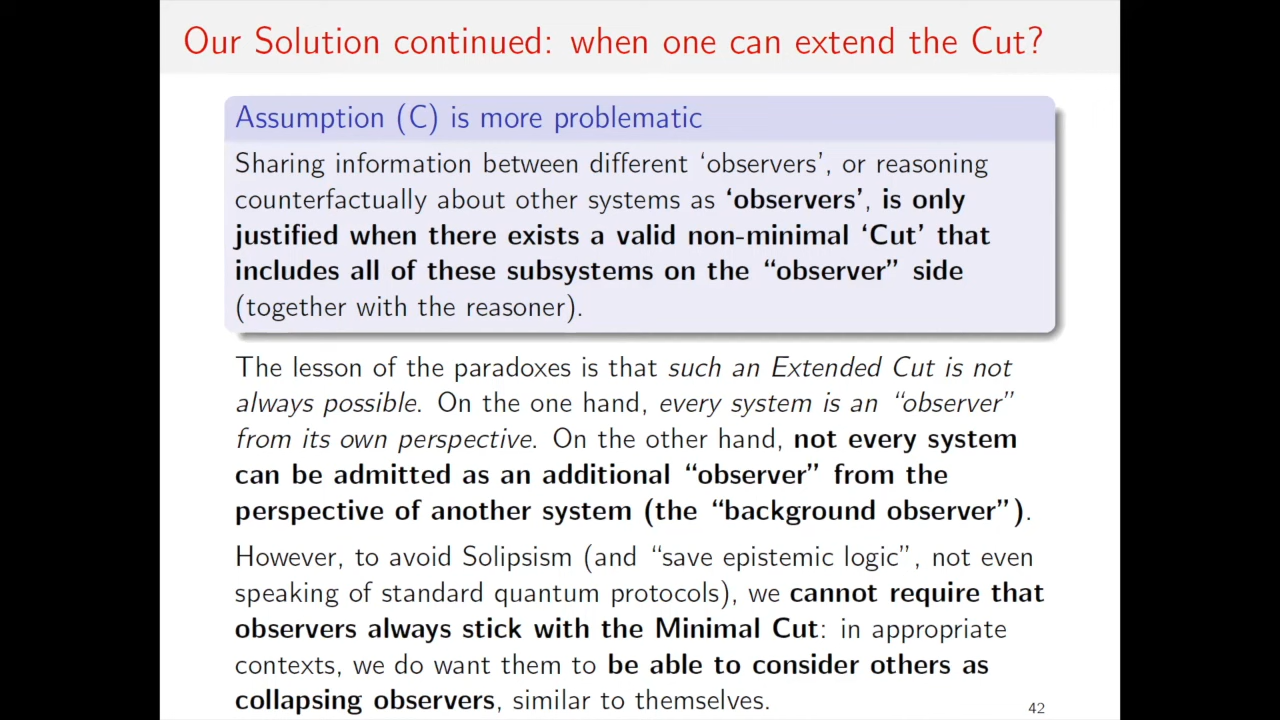 Our Solution continued: when one can extend the Cut?
Assumption (C) is more problematic
Sharing information between different ‘observers’, or reasoning
counterfactually about other systems as ‘observers’, is only
justified when there exists a valid non-minimal ‘Cut’ that
includes all of these subsystems on the “observer” side
(together with the reasoner).
The lesson of the paradoxes is that such an Extended Cut is not
always possible. On the one hand, every system is an “observer”
from its own perspective. On the other hand, not every system
can be admitted as an additional “observer” from the
perspective of another system (the “background observer”).
However, to avoid Solipsism (and “save epistemic logic”, not even
speaking of standard quantum protocols), we cannot require that
observers always stick with the Minimal Cut: in appropriate
contexts, we do want them to be able to consider others as
collapsing observers, similar to themselves.
42